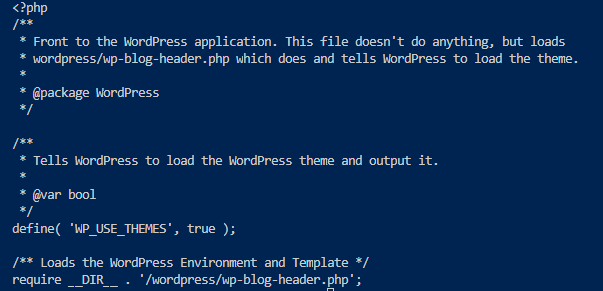 <?php
/**
 * Front to the WordPress application. This file doesn't do anything, but loads
 * wordpress/wp-blog-header.php which does and tells WordPress to load the theme.
 *
 * @package WordPress
 */

/**
 * Tells WordPress to load the WordPress theme and output it.
 *
 * @var bool
 */
define( 'WP_USE_THEMES', true );

/** Loads the WordPress Environment and Template */
require __DIR__ . '/wordpress/wp-blog-header.php';